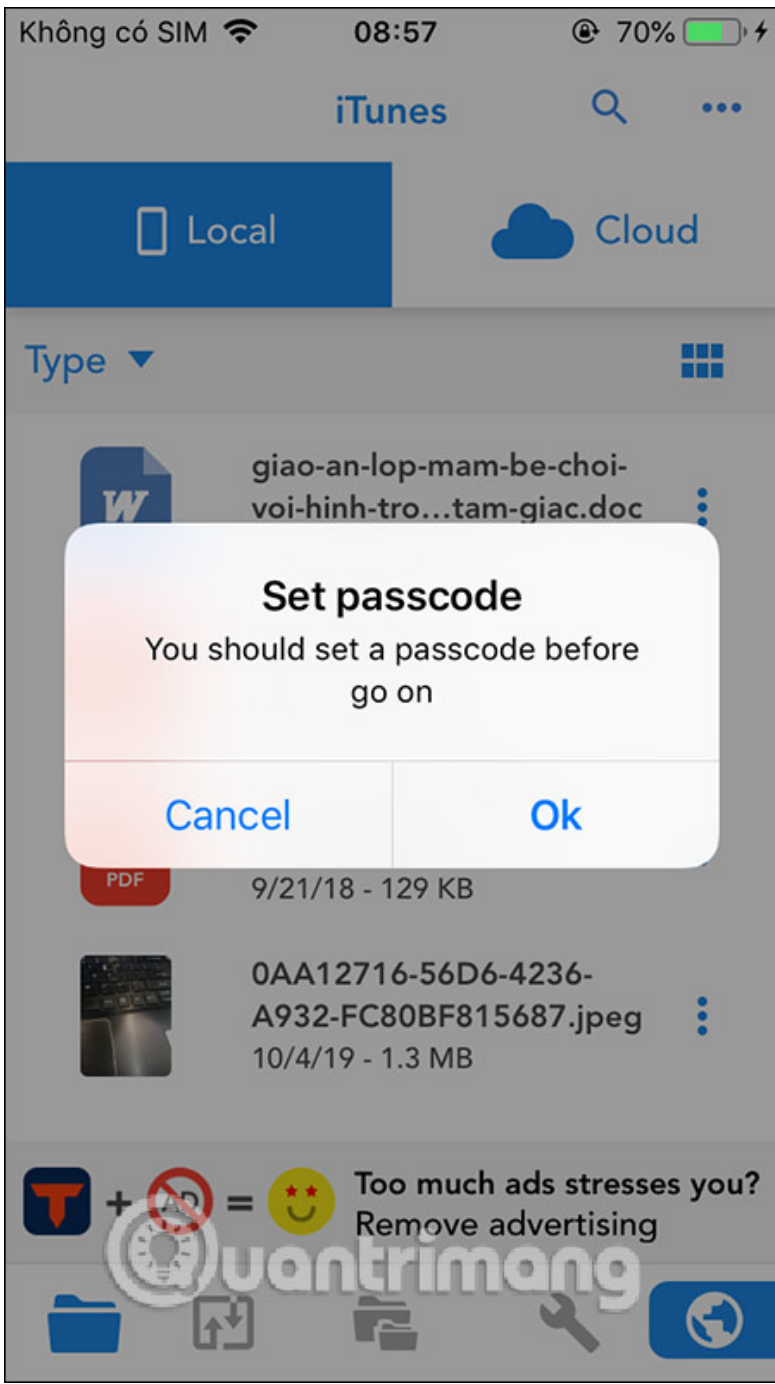 Không có SIM 08:57 70%
iTunes
Local Cloud
Type
W
giao-an-lop-mam-be-choi-
voi-hinh-tro...tam-giac.doc
Set passcode
You should set a passcode before
go on
Cancel Ok
PDF
9/21/18 - 129 KB
0AA12716-56D6-4236-
A932-FC80BF815687.jpeg
10/4/19 - 1.3 MB
T + AD =
Too much ads stresses you?
Remove advertising
Quantrimang